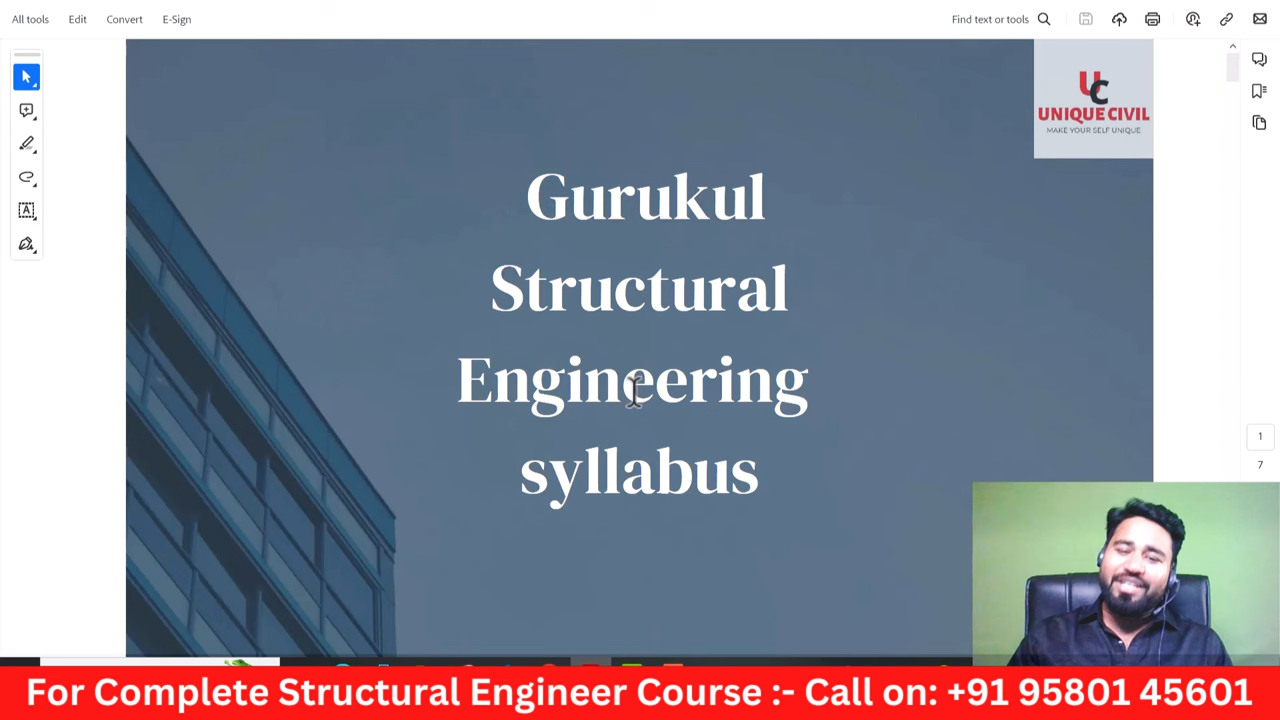 All tools Edit Convert E-Sign Find text or tools
UC
UNIQUE CIVIL
MAKE YOUR SELF UNIQUE
Gurukul
Structural
Engineering
syllabus
1
7
For Complete Structural Engineer Course :- Call on: +91 95801 45601